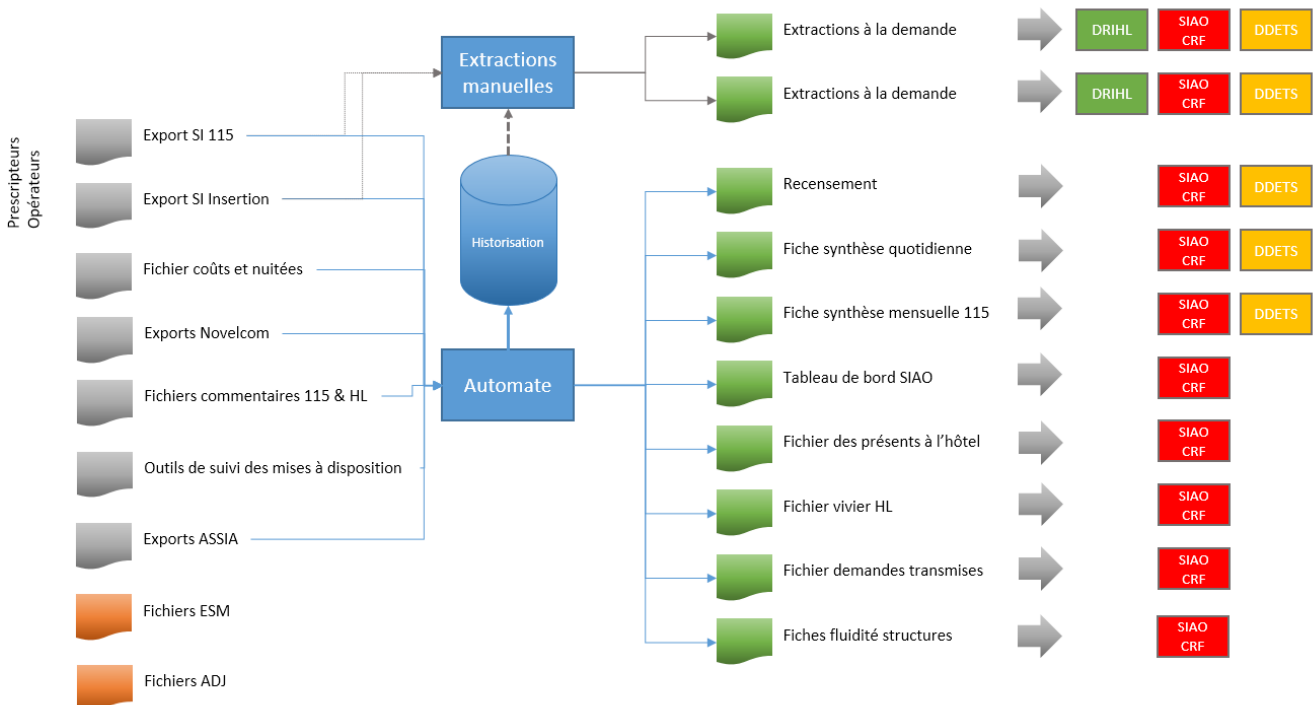 Prescripteurs
Opérateurs
Export SI 115
Export SI Insertion
Fichier coûts et nuitées
Exports Novelcom
Fichiers commentaires 115 & HL
Outils de suivi des mises à disposition
Exports ASSIA
Fichiers ESM
Fichiers ADJ
Extractions
manuelles
Historisation
Automate
Extractions à la demande
DRIHL
SIAO
CRF
DDETS
Extractions à la demande
DRIHL
SIAO
CRF
DDETS
Recensement
SIAO
CRF
DDETS
Fiche synthèse quotidienne
SIAO
CRF
DDETS
Fiche synthèse mensuelle 115
SIAO
CRF
DDETS
Tableau de bord SIAO
SIAO
CRF
Fichier des présents à l’hôtel
SIAO
CRF
Fichier vivier HL
SIAO
CRF
Fichier demandes transmises
SIAO
CRF
Fiches fluidité structures
SIAO
CRF